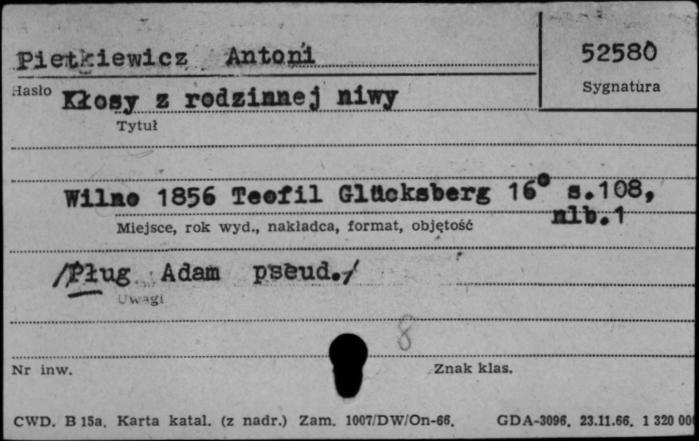 Pietkiewicz Antoni
52580
Hasło
Sygnatura
Kłosy z rodzinnej niwy
Tytuł
Wilno 1856 Teofil Glücksberg 16° s.108,
nlb.1
Miejsce, rok wyd., nakładca, format, objętość
/Pług Adam pseud./
Uwagi
8
Nr inw.
Znak klas.
CWD. B 15a. Karta katal. (z nadr.) Zam. 1007/DW/On-66. GDA-3096. 23.11.66. 1 320 00